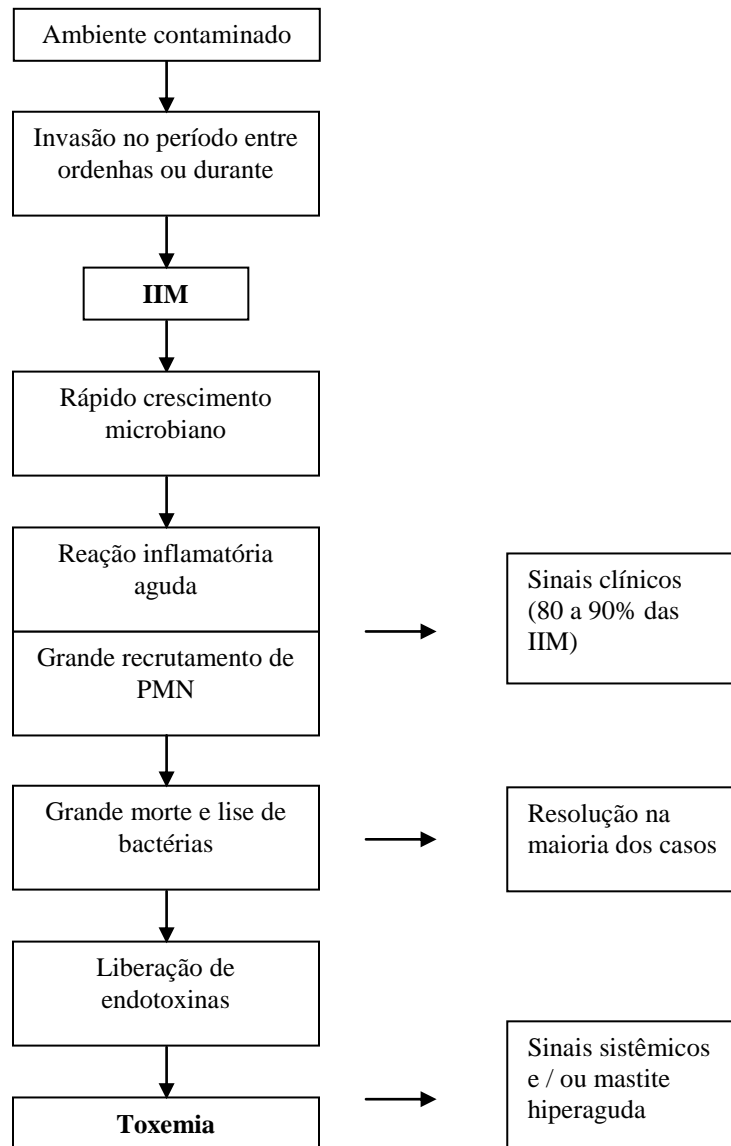 Ambiente contaminado
Invasão no período entre
ordenhas ou durante
IIM
Rápido crescimento
microbiano
Reação inflamatória
aguda
Grande recrutamento de
PMN
Sinais clínicos
(80 a 90% das
IIM)
Grande morte e lise de
bactérias
Resolução na
maioria dos casos
Liberação de
endotoxinas
Toxemia
Sinais sistêmicos
e / ou mastite
hiperaguda